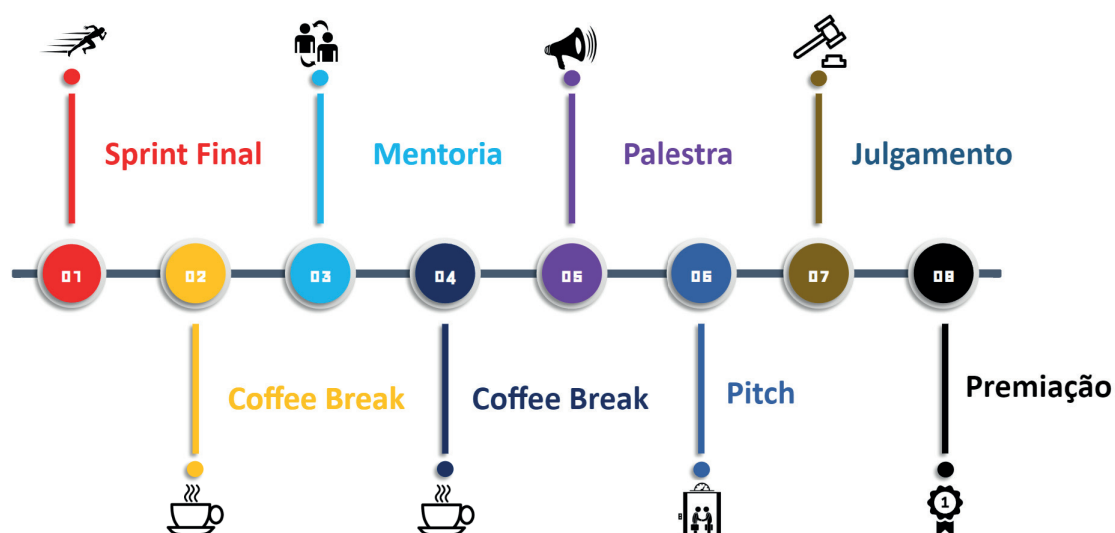 Sprint Final
Mentoria
Palestra
Julgamento
01
02
03
04
05
06
07
08
Coffee Break
Coffee Break
Pitch
Premiação
1